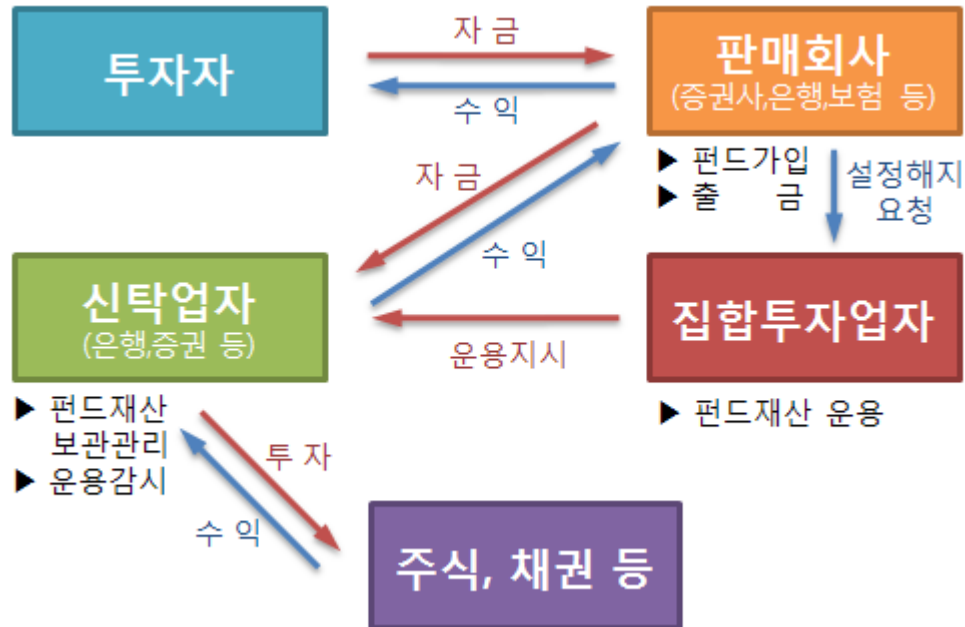 투자자
자 금
수 익
판매회사
(증권사,은행,보험 등)
▶ 펀드가입
▶ 출 금
설정해지
요청
자 금
수 익
신탁업자
(은행,증권 등)
운용지시
집합투자업자
▶ 펀드재산
보관관리
▶ 운용감시
▶ 펀드재산 운용
투 자
수 익
주식, 채권 등